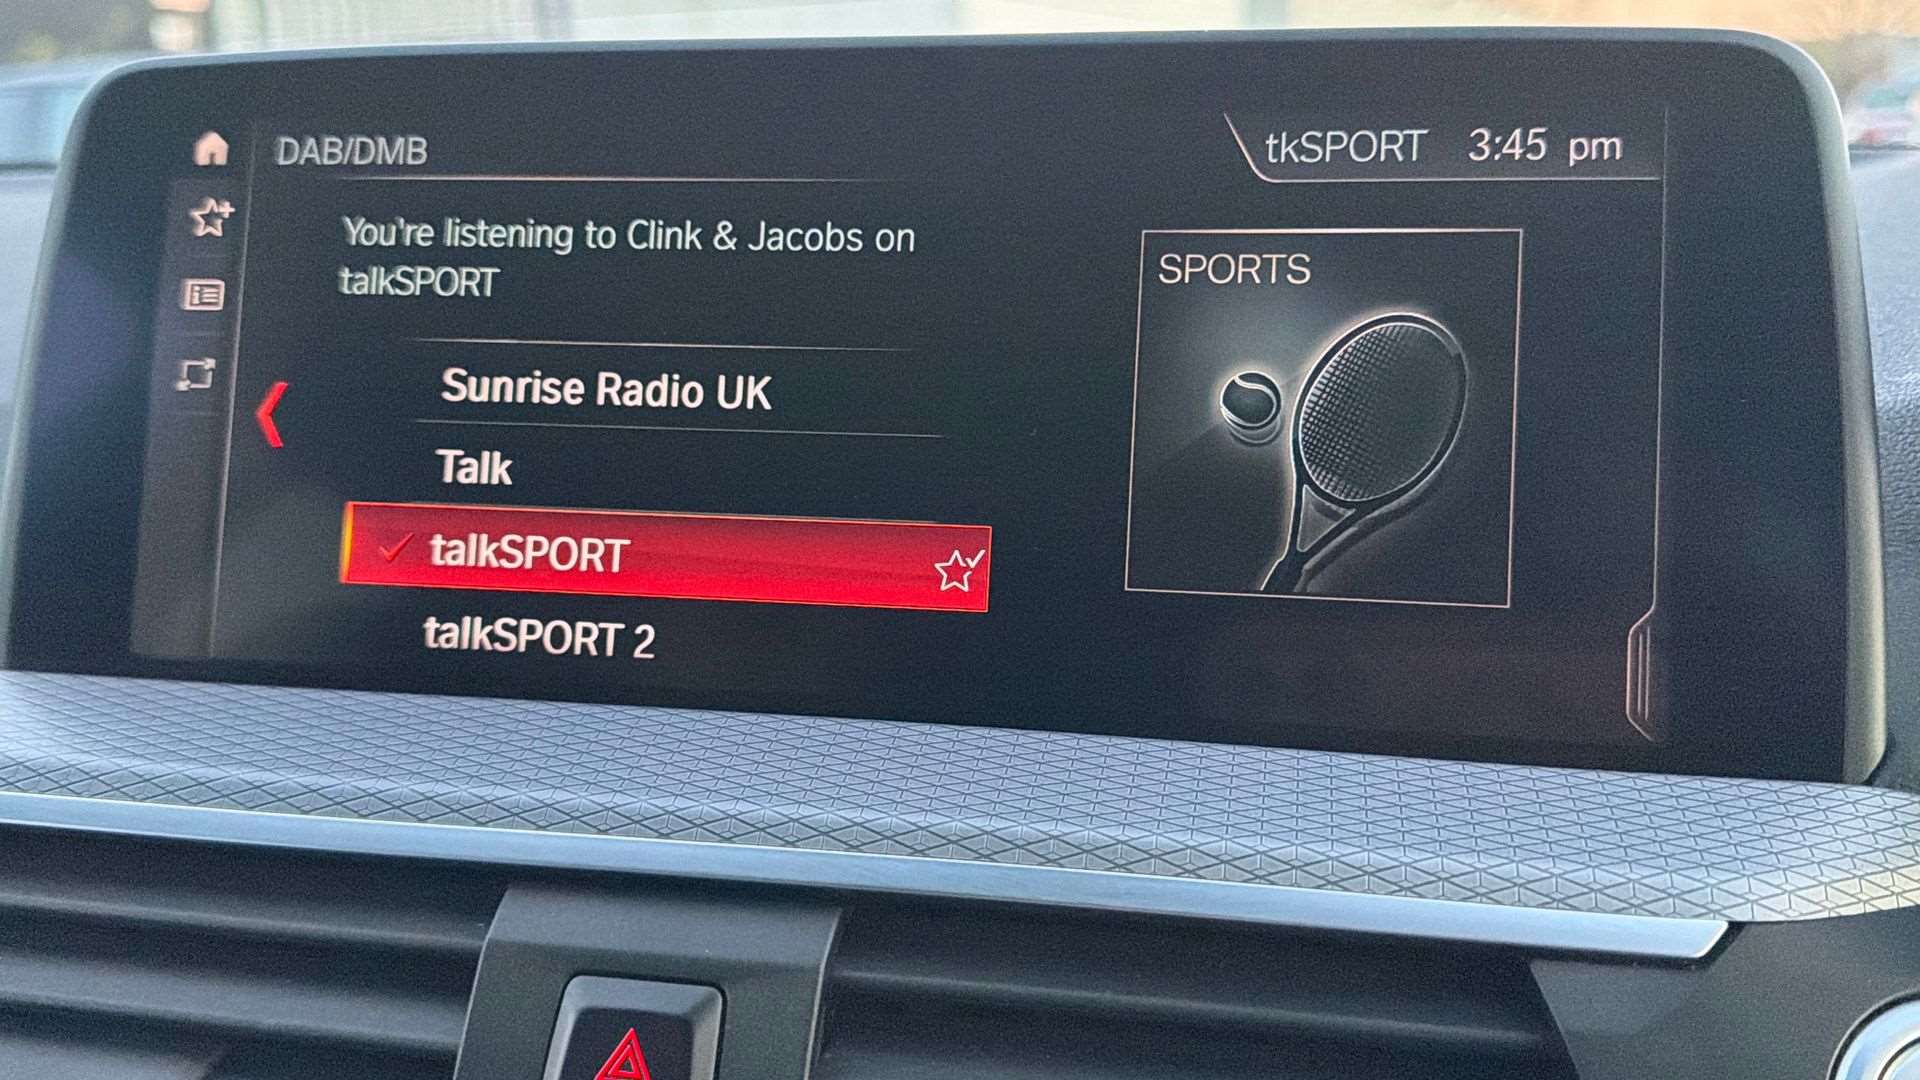 DAB/DMB
tkSPORT 3:45 pm
You're listening to Clink & Jacobs on
talkSPORT
SPORTS
Sunrise Radio UK
Talk
talkSPORT
talkSPORT 2